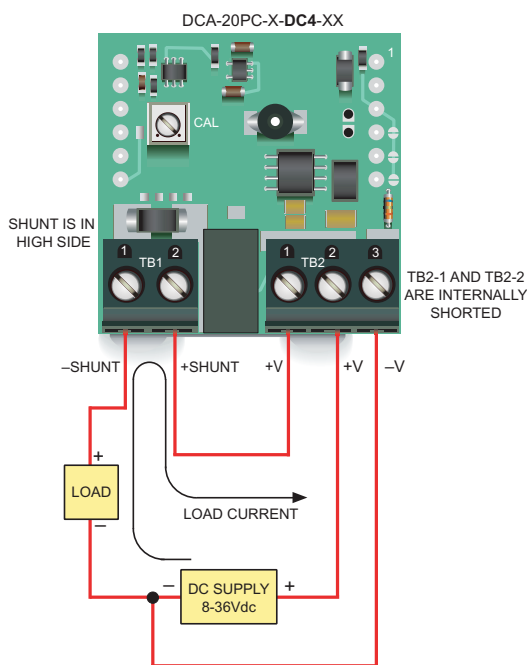 DCA-20PC-X-DC4-XX
1
CAL
SHUNT IS IN
HIGH SIDE
1
2
TB1
1
2
3
TB2
TB2-1 AND TB2-2
ARE INTERNALLY
SHORTED
–SHUNT
+SHUNT
+V
+V
–V
+
LOAD
–
LOAD CURRENT
–
DC SUPPLY
8-36Vdc
+